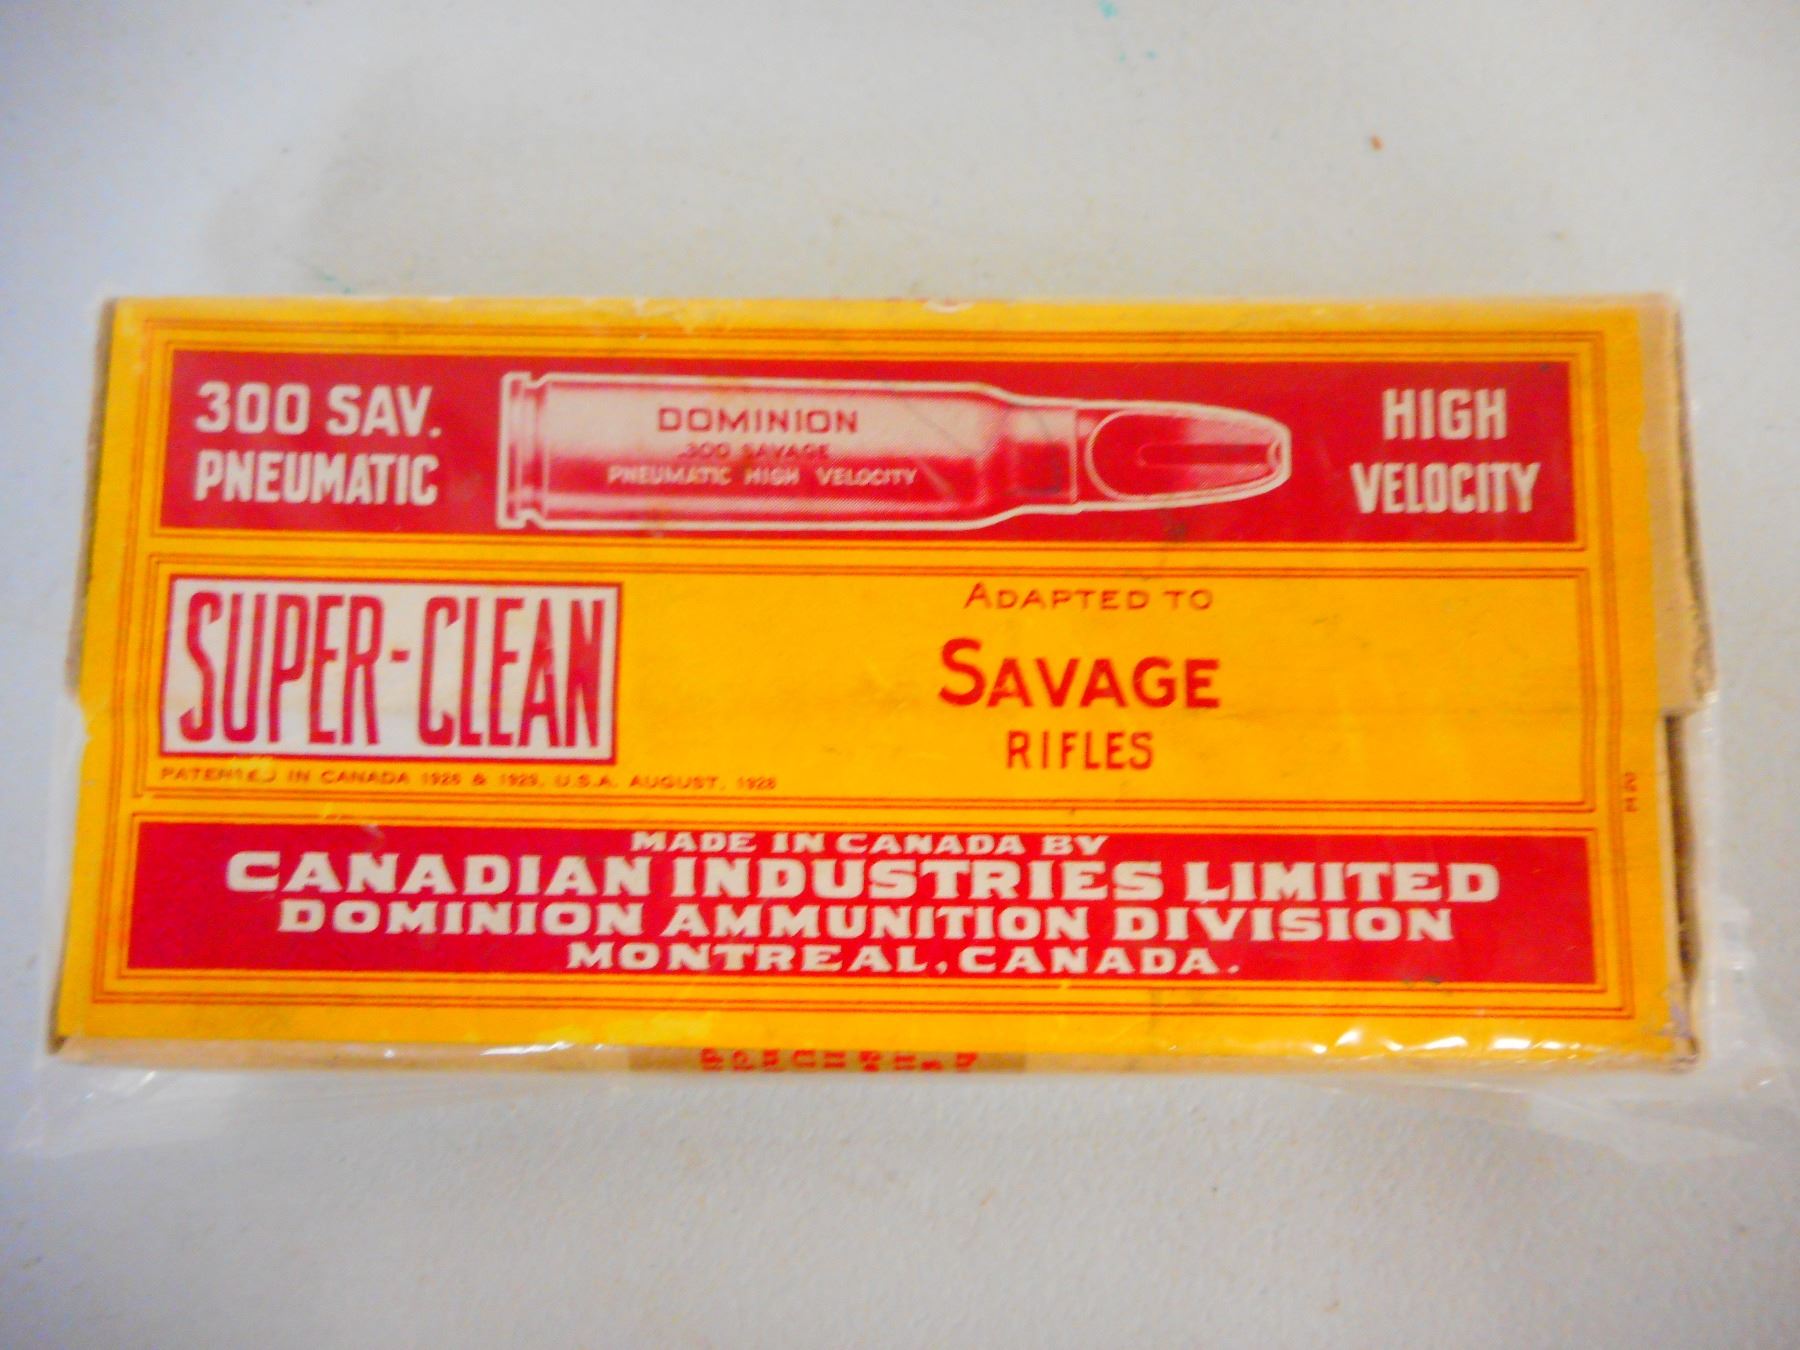 300 SAV.
PNEUMATIC
DOMINION
.300 SAVAGE
PNEUMATIC HIGH VELOCITY
HIGH
VELOCITY
SUPER-CLEAN
PATENTED IN CANADA 1926 & 1929, U.S.A. AUGUST, 1928
ADAPTED TO
SAVAGE
RIFLES
MADE IN CANADA BY
CANADIAN INDUSTRIES LIMITED
DOMINION AMMUNITION DIVISION
MONTREAL, CANADA.